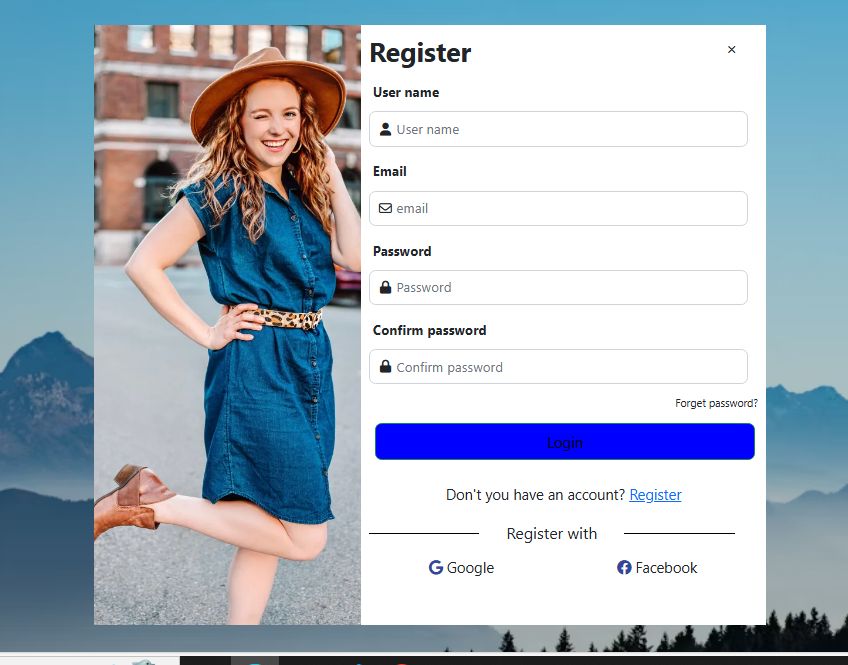 Register
×
User name
User name
Email
email
Password
Password
Confirm password
Confirm password
Forget password?
Login
Don't you have an account? Register
Register with
Google Facebook